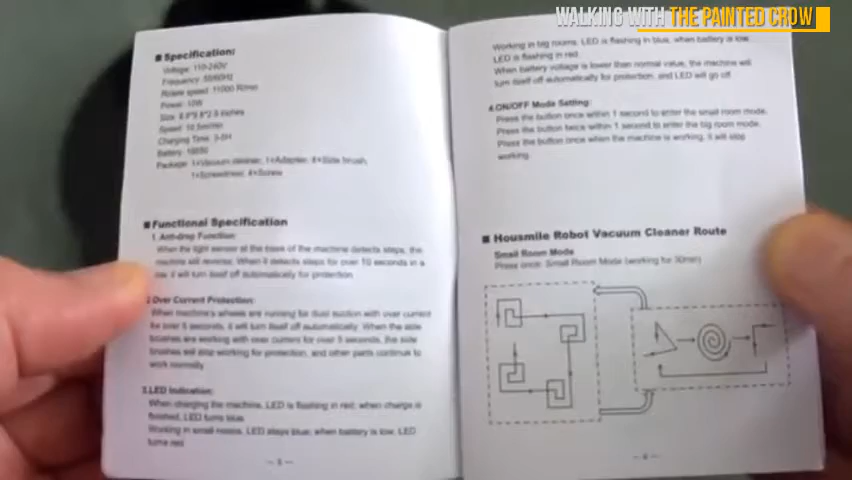 WALKING WITH THE PAINTED CROW
■ Specification:
Voltage: 110-240V
Frequency: 50/60Hz
Rotate speed: 11000 R/min
Power: 10W
Size:
Speed:
Charging Time:
Battery: 18650
Package: 1×Vacuum cleaner, 1×Adapter, 4×Side brush,
1×Screwdriver, 4×Screw
■ Functional Specification
1. Anti-drop Function:
When the light sensor at the base of the machine detects steps, the
machine will reverse. When it detects steps for over 10 seconds in a
it will turn itself off automatically for protection.
2.Over Current Protection:
When machine's wheels are running for dust suction with over current
for over 5 seconds, it will turn itself off automatically. When the side
brushes are working with over current for over 5 seconds, the side
brushes will stop working for protection, and other parts continue to
work normally.
3.LED Indication:
When charging the machine, LED is flashing in red; when charge is
finished, LED turns blue.
Working in small rooms, LED stays blue; when battery is low, LED
turns red.
Working in big rooms, LED is flashing in blue, when battery is low,
LED is flashing in red.
When battery voltage is lower than normal value, the machine will
turn itself off automatically for protection, and LED will go off.
4.ON/OFF Mode Setting:
Press the button once within 1 second to enter the small room mode.
Press the button twice within 1 second to enter the big room mode.
Press the button once when the machine is working, it will stop
working.
■ Housmile Robot Vacuum Cleaner Route
Small Room Mode
Press once: Small Room Mode (working for 30min)